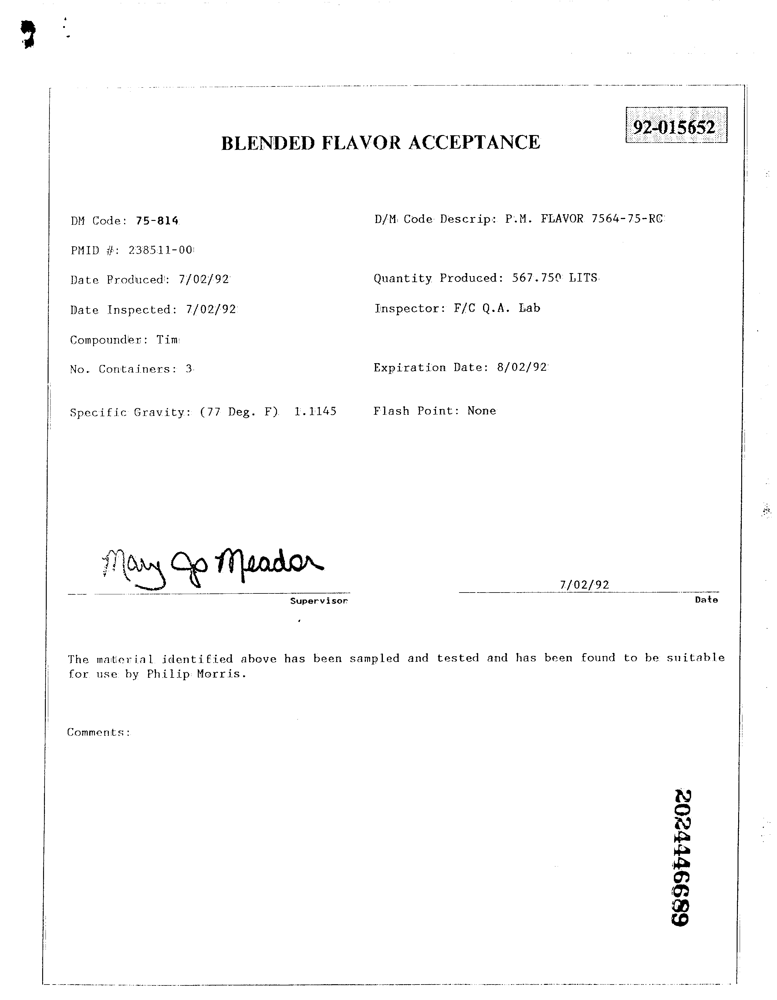 92-015652
BLENDED FLAVOR ACCEPTANCE
DM Code: 75-814 D/M Code Descrip: P.M. FLAVOR 7564-75-RC
PMID #: 238511-00
Date Produced: 7/02/92 Quantity Produced: 567.750 LITS
Date Inspected: 7/02/92 Inspector: F/C Q.A. Lab
Compounder: Tim
No. Containers: 3 Expiration Date: 8/02/92
Specific Gravity: (77 Deg. F) 1.1145 Flash Point: None
Mary Jo Meador
7/02/92
Supervisor Date
The material identified above has been sampled and tested and has been found to be suitable
for use by Philip Morris.
Comments:
2024446689